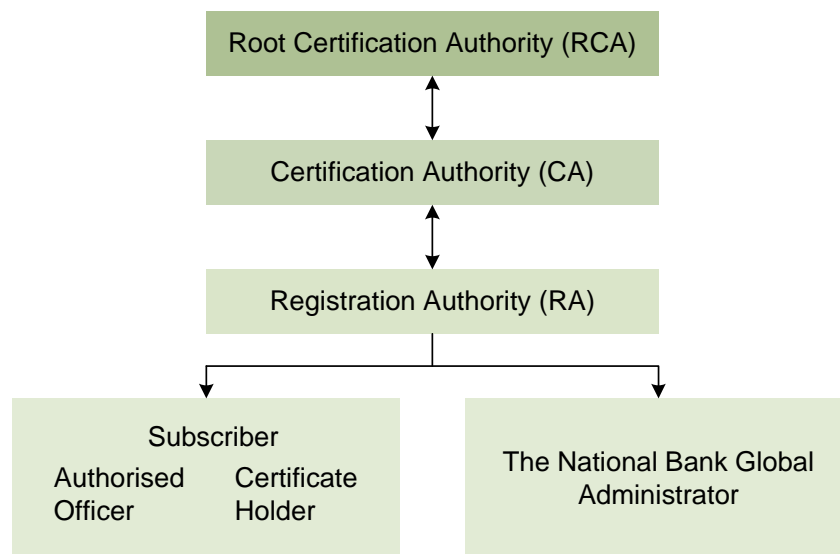 Root Certification Authority (RCA)
Certification Authority (CA)
Registration Authority (RA)
Subscriber
Authorised Officer
Certificate Holder
The National Bank Global
Administrator